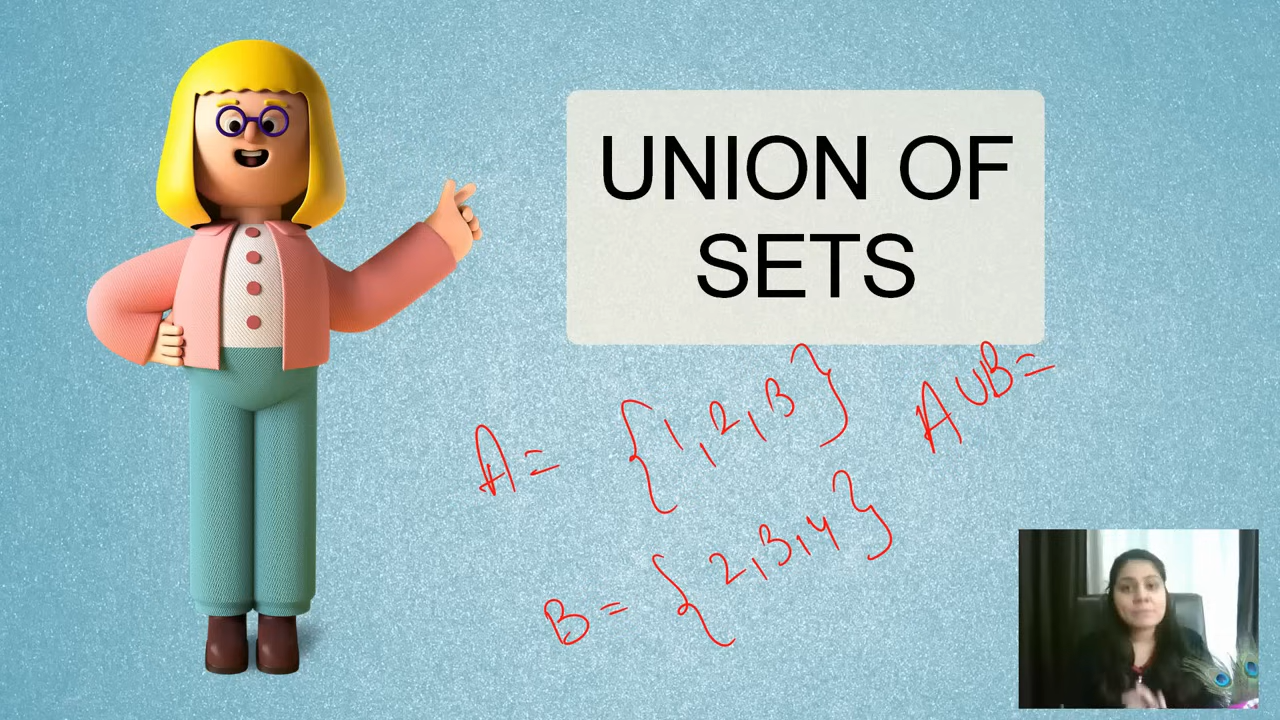 UNION OF
SETS
A = {1, 2, 3}
A∪B =
B = {2, 3, 4}